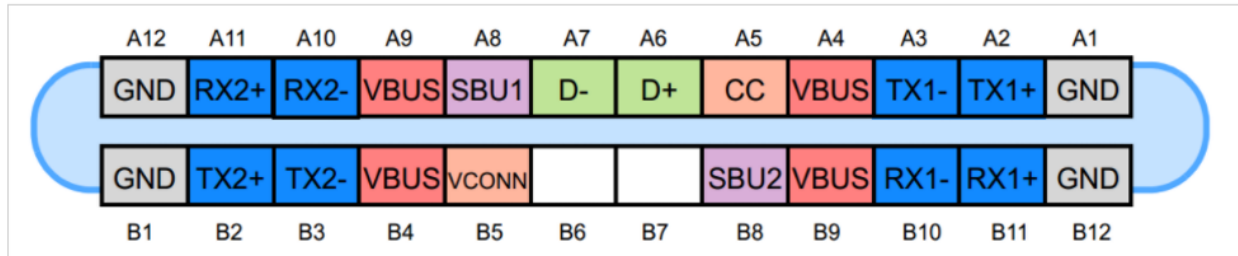 A12 A11 A10 A9 A8 A7 A6 A5 A4 A3 A2 A1
GND RX2+ RX2- VBUS SBU1 D- D+ CC VBUS TX1- TX1+ GND
GND TX2+ TX2- VBUS VCONN SBU2 VBUS RX1- RX1+ GND
B1 B2 B3 B4 B5 B6 B7 B8 B9 B10 B11 B12